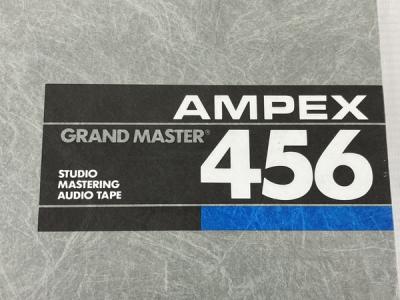 AMPEX
GRAND MASTER® 456
STUDIO
MASTERING
AUDIO TAPE